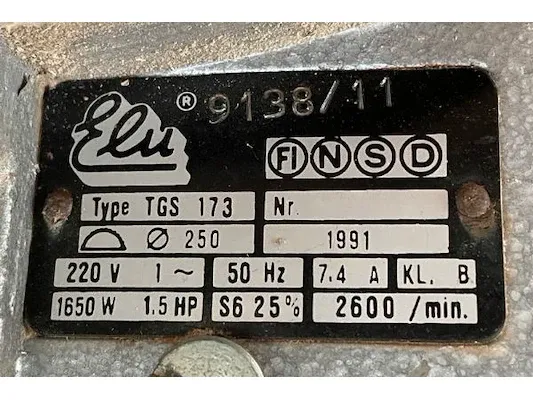 Elu ® 9138/11
FI N S D
Type TGS 173 Nr.
Ø 250 1991
220 V 1 ~ 50 Hz 7.4 A KL. B
1650 W 1.5 HP S6 25% 2600 /min.